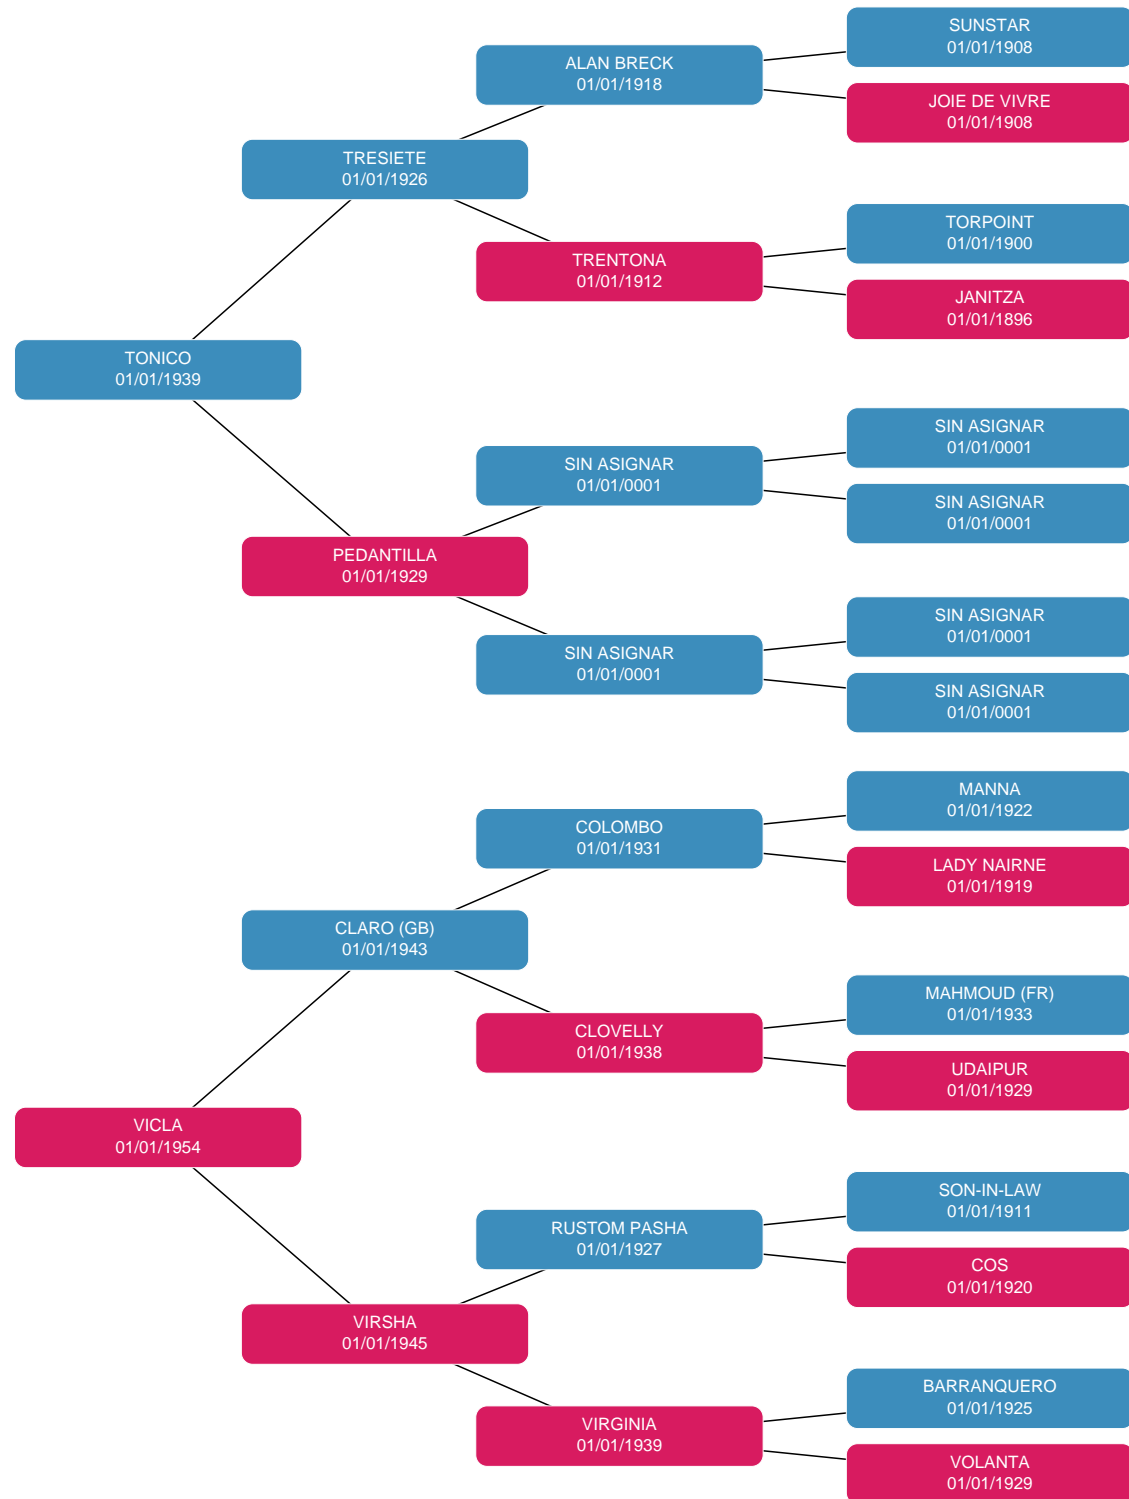 SUNSTAR
01/01/1908
ALAN BRECK
01/01/1918
JOIE DE VIVRE
01/01/1908
TRESIETE
01/01/1926
TORPOINT
01/01/1900
TRENTONA
01/01/1912
JANITZA
01/01/1896
TONICO
01/01/1939
SIN ASIGNAR
01/01/0001
SIN ASIGNAR
01/01/0001
SIN ASIGNAR
01/01/0001
PEDANTILLA
01/01/1929
SIN ASIGNAR
01/01/0001
SIN ASIGNAR
01/01/0001
SIN ASIGNAR
01/01/0001
MANNA
01/01/1922
COLOMBO
01/01/1931
LADY NAIRNE
01/01/1919
CLARO (GB)
01/01/1943
MAHMOUD (FR)
01/01/1933
CLOVELLY
01/01/1938
UDAIPUR
01/01/1929
VICLA
01/01/1954
SON-IN-LAW
01/01/1911
RUSTOM PASHA
01/01/1927
COS
01/01/1920
VIRSHA
01/01/1945
BARRANQUERO
01/01/1925
VIRGINIA
01/01/1939
VOLANTA
01/01/1929